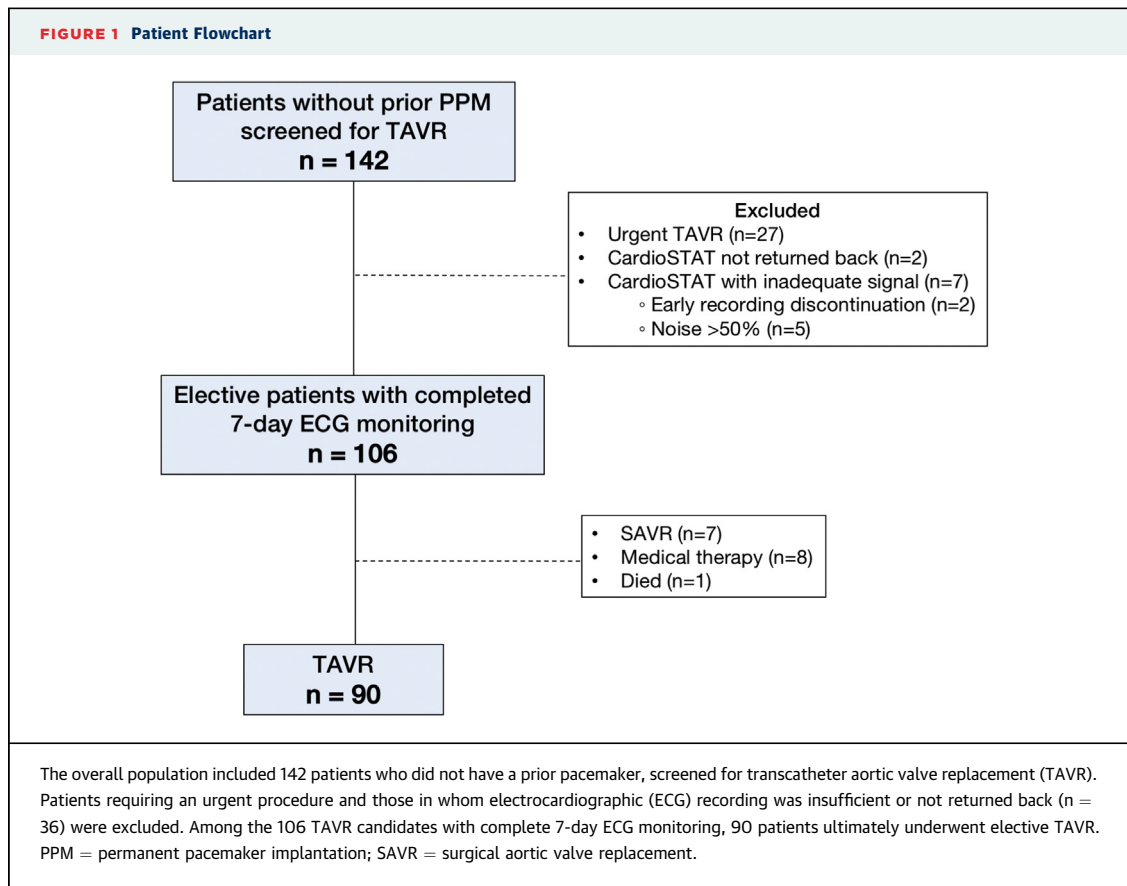 FIGURE 1 Patient Flowchart
Patients without prior PPM
screened for TAVR
n = 142
Excluded
• Urgent TAVR (n=27)
• CardioSTAT not returned back (n=2)
• CardioSTAT with inadequate signal (n=7)
◦ Early recording discontinuation (n=2)
◦ Noise >50% (n=5)
Elective patients with completed
7-day ECG monitoring
n = 106
• SAVR (n=7)
• Medical therapy (n=8)
• Died (n=1)
TAVR
n = 90
The overall population included 142 patients who did not have a prior pacemaker, screened for transcatheter aortic valve replacement (TAVR).
Patients requiring an urgent procedure and those in whom electrocardiographic (ECG) recording was insufficient or not returned back (n =
36) were excluded. Among the 106 TAVR candidates with complete 7-day ECG monitoring, 90 patients ultimately underwent elective TAVR.
PPM = permanent pacemaker implantation; SAVR = surgical aortic valve replacement.